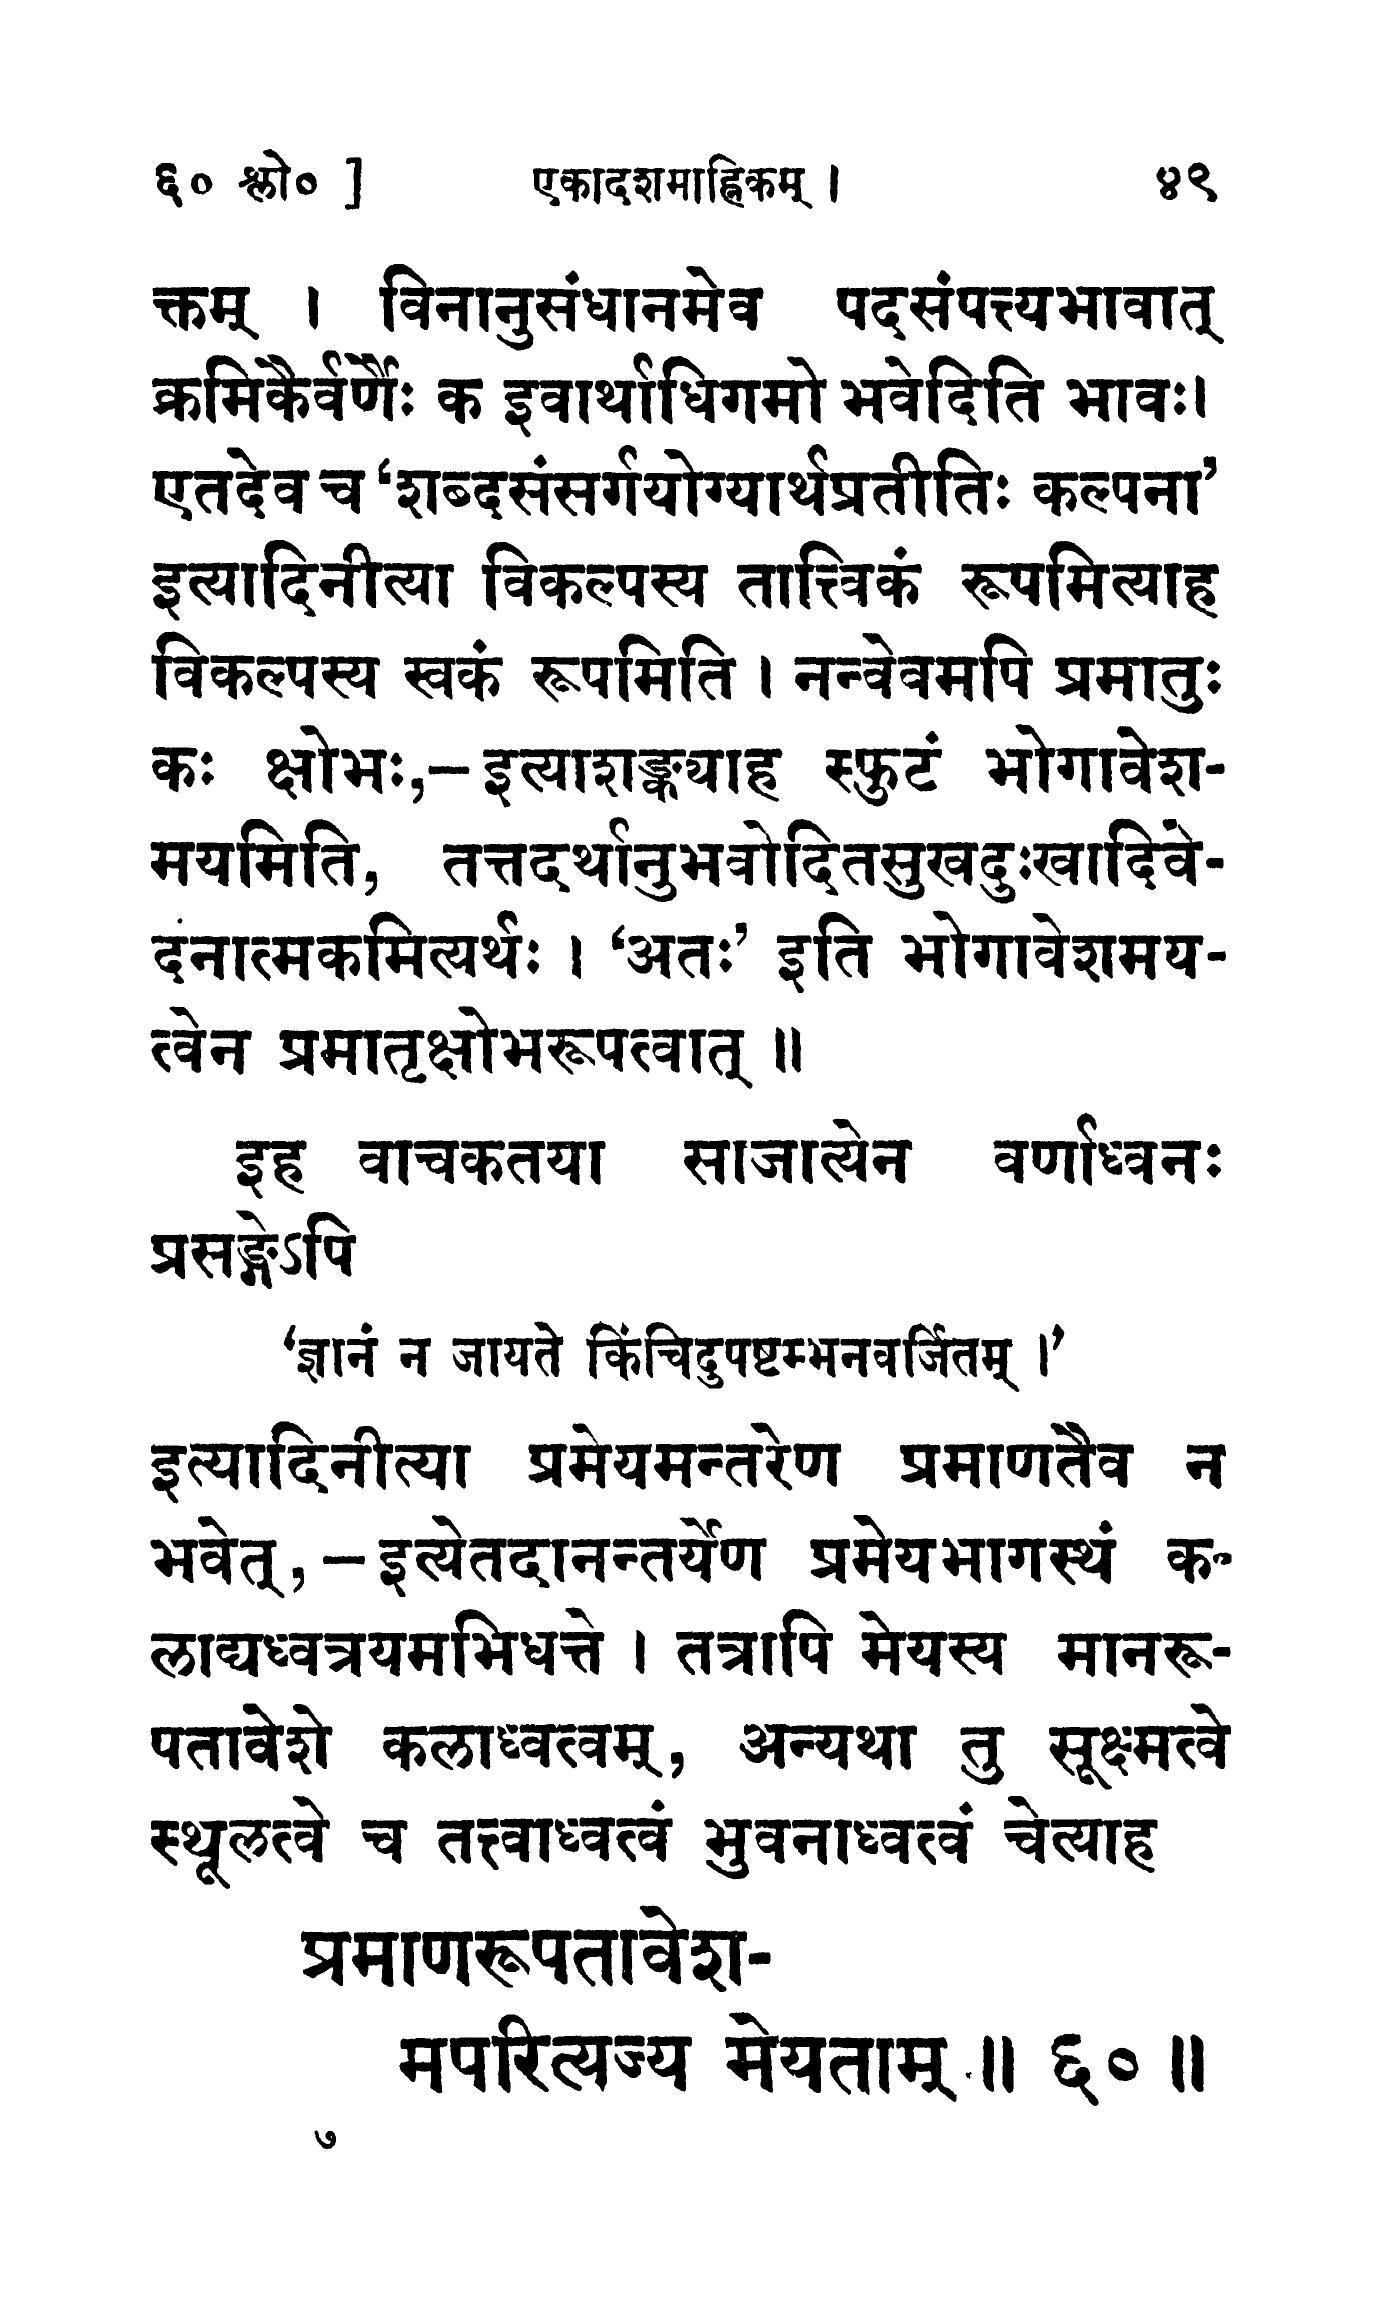 ६० श्लो० ] एकादशमाह्निकम् । ४९
क्तम् । विनानुसंधानमेव पदसंपत्त्यभावात्
क्रमिकैर्वर्णैः क इवार्थाधिगमो भवेदिति भावः।
एतदेव च ‘शब्दसंसर्गयोग्यार्थप्रतीतिः कल्पना’
इत्यादिनीत्या विकल्पस्य तात्त्विकं रूपमित्याह
विकल्पस्य स्वकं रूपमिति । नन्वेवमपि प्रमातुः
कः क्षोभः,—इत्याशङ्क्याह स्फुटं भोगावेश-
मयमिति, तत्तदर्थानुभवोदितसुखदुःखादिवे-
दनात्मकमित्यर्थः । ‘अतः’ इति भोगावेशमय-
त्वेन प्रमातृक्षोभरूपत्वात् ॥
इह वाचकतया साजात्येन वर्णाध्वनः
प्रसङ्गेऽपि
‘ज्ञानं न जायते किंचिदुपष्टम्भनवर्जितम् ।’
इत्यादिनीत्या प्रमेयमन्तरेण प्रमाणतैव न
भवेत्,—इत्येतदानन्तर्येण प्रमेयभागस्थं क-
लाद्यध्वत्रयमभिधत्ते । तत्रापि मेयस्य मानरू-
पतावेशे कलाध्वत्वम्, अन्यथा तु सूक्ष्मत्वे
स्थूलत्वे च तत्त्वाध्वत्वं भुवनाध्वत्वं चेत्याह
प्रमाणरूपतावेश-
मपरित्यज्य मेयताम् ॥ ६० ॥
७